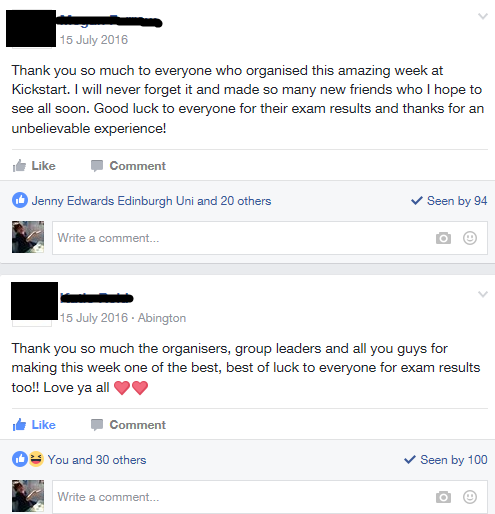 15 July 2016
Thank you so much to everyone who organised this amazing week at
Kickstart. I will never forget it and made so many new friends who I hope to
see all soon. Good luck to everyone for their exam results and thanks for an
unbelievable experience!
Like Comment
Jenny Edwards Edinburgh Uni and 20 others Seen by 94
Write a comment...
15 July 2016 · Abington
Thank you so much the organisers, group leaders and all you guys for
making this week one of the best, best of luck to everyone for exam results
too!! Love ya all ❤❤
Like Comment
You and 30 others Seen by 100
Write a comment...